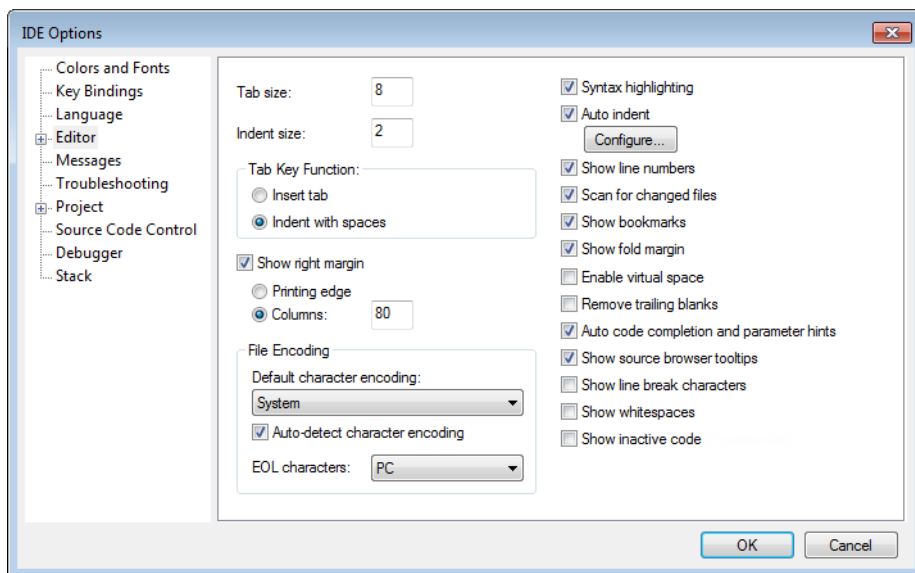 IDE Options
Colors and Fonts
Key Bindings
Language
Editor
Messages
Troubleshooting
Project
Source Code Control
Debugger
Stack
Tab size: 8
Indent size: 2
Tab Key Function:
Insert tab
Indent with spaces
Show right margin
Printing edge
Columns: 80
File Encoding
Default character encoding:
System
Auto-detect character encoding
EOL characters: PC
Syntax highlighting
Auto indent
Configure...
Show line numbers
Scan for changed files
Show bookmarks
Show fold margin
Enable virtual space
Remove trailing blanks
Auto code completion and parameter hints
Show source browser tooltips
Show line break characters
Show whitespaces
Show inactive code
OK Cancel